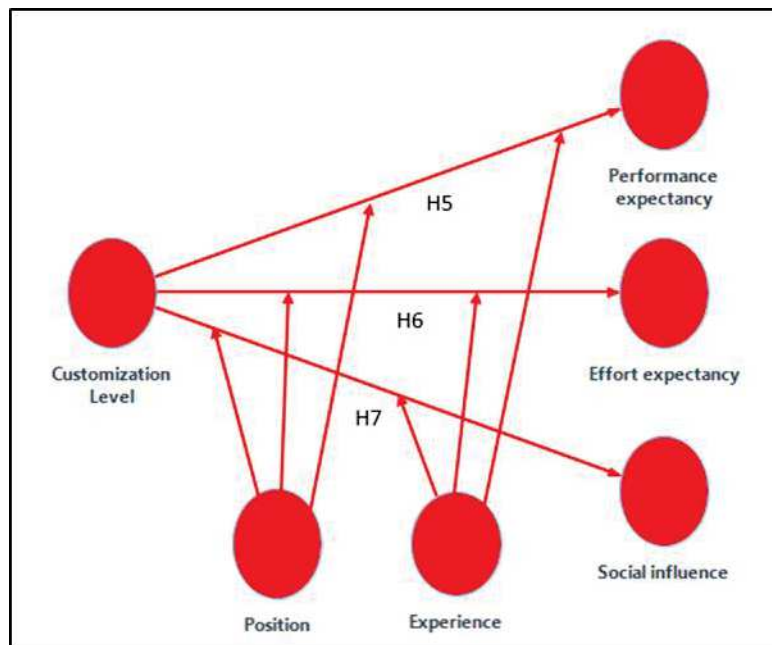 Performance
expectancy
H5
H6
Customization
Level
Effort expectancy
H7
Social influence
Position
Experience